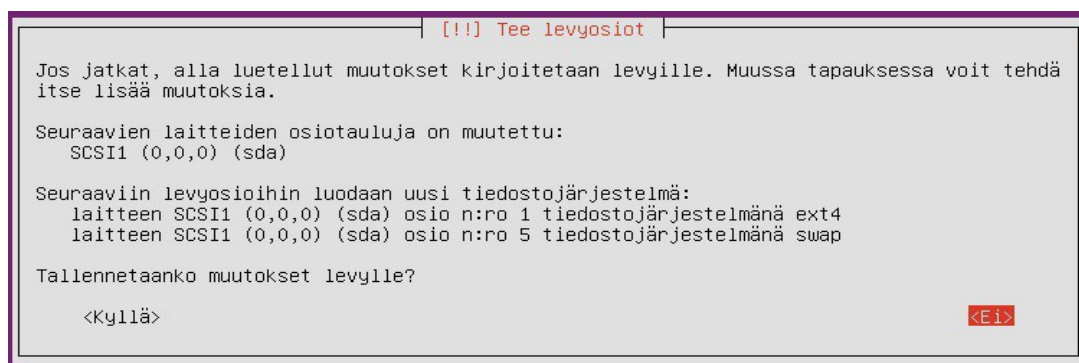 [!!] Tee levyosiot
Jos jatkat, alla luetellut muutokset kirjoitetaan levyille. Muussa tapauksessa voit tehdä
itse lisää muutoksia.
Seuraavien laitteiden osiotauluja on muutettu:
SCSI1 (0,0,0) (sda)
Seuraaviin levyosioihin luodaan uusi tiedostojärjestelmä:
laitteen SCSI1 (0,0,0) (sda) osio n:ro 1 tiedostojärjestelmänä ext4
laitteen SCSI1 (0,0,0) (sda) osio n:ro 5 tiedostojärjestelmänä swap
Tallennetaanko muutokset levylle?
<Kyllä> <Ei>